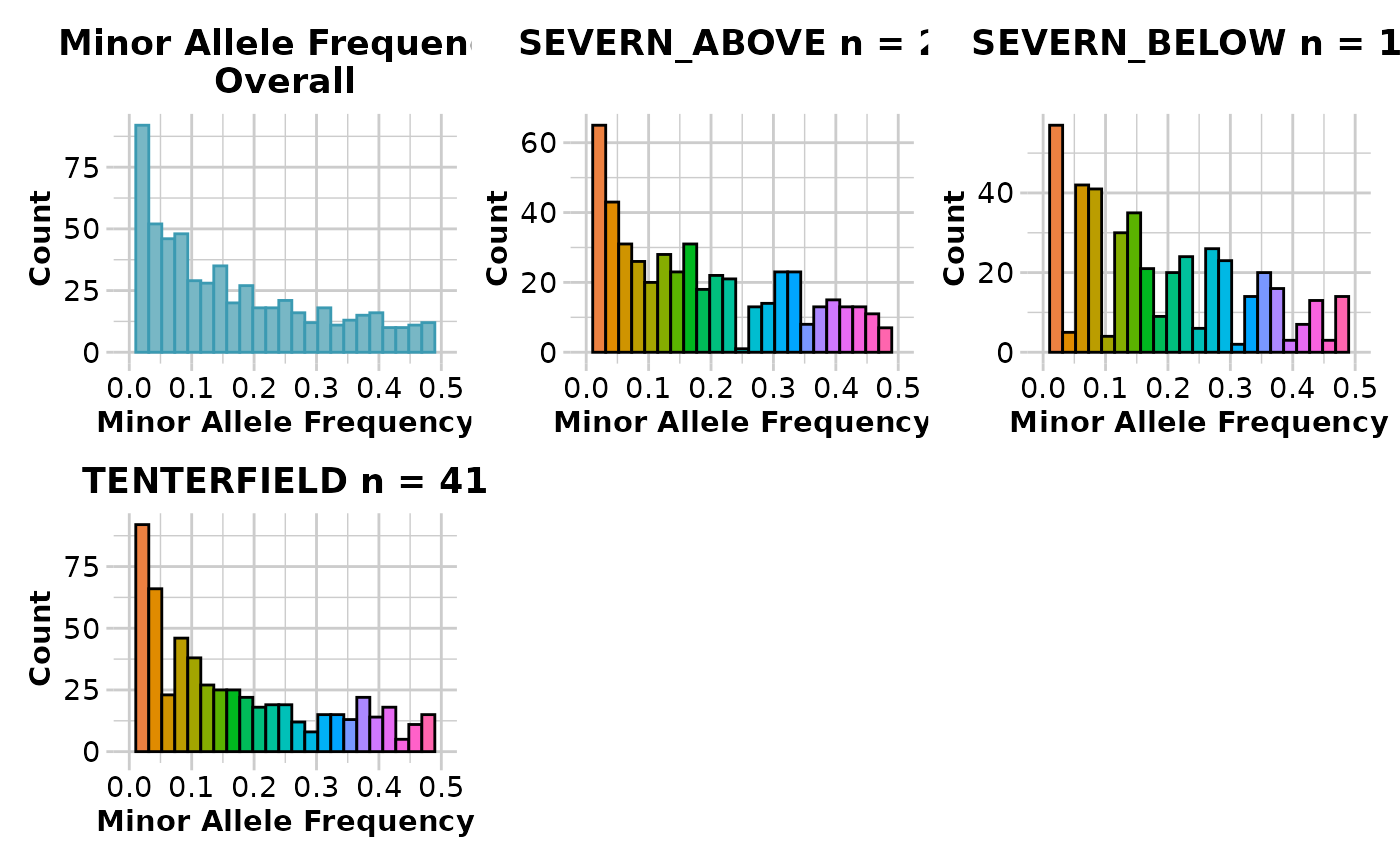 Minor Allele Frequen
Overall
Count
75
50
25
0
0.0 0.1 0.2 0.3 0.4 0.5
Minor Allele Frequency
SEVERN_ABOVE n = 2
Count
60
40
20
0
0.0 0.1 0.2 0.3 0.4 0.5
Minor Allele Frequency
SEVERN_BELOW n = 1
Count
40
20
0
0.0 0.1 0.2 0.3 0.4 0.5
Minor Allele Frequency
TENTERFIELD n = 41
Count
75
50
25
0
0.0 0.1 0.2 0.3 0.4 0.5
Minor Allele Frequency